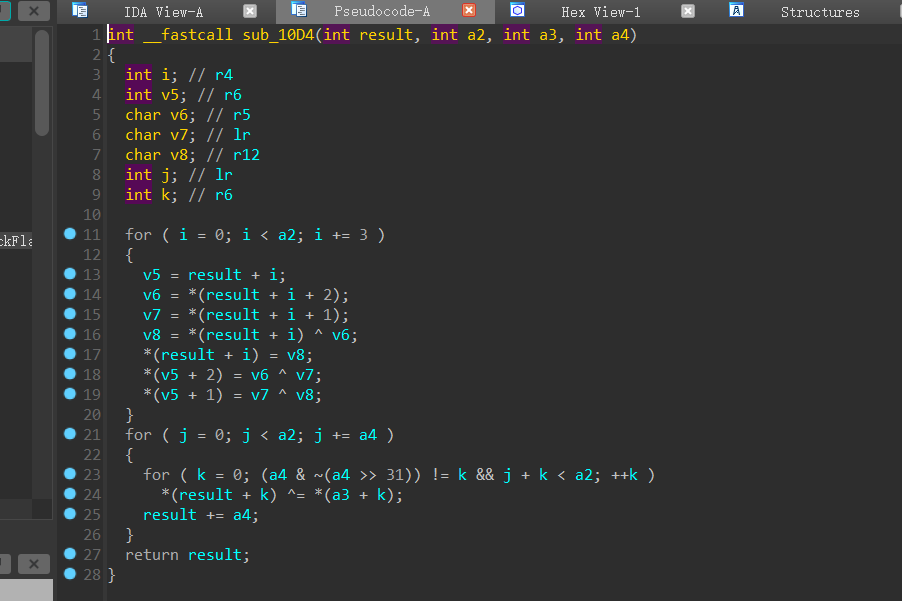 IDA View-A Pseudocode-A Hex View-1 Structures
1 int __fastcall sub_10D4(int result, int a2, int a3, int a4)
2 {
3 int i; // r4
4 int v5; // r6
5 char v6; // r5
6 char v7; // lr
7 char v8; // r12
8 int j; // lr
9 int k; // r6
10
11 for ( i = 0; i < a2; i += 3 )
12 {
13 v5 = result + i;
14 v6 = *(result + i + 2);
15 v7 = *(result + i + 1);
16 v8 = *(result + i) ^ v6;
17 *(result + i) = v8;
18 *(v5 + 2) = v6 ^ v7;
19 *(v5 + 1) = v7 ^ v8;
20 }
21 for ( j = 0; j < a2; j += a4 )
22 {
23 for ( k = 0; (a4 & ~(a4 >> 31)) != k && j + k < a2; ++k )
24 *(result + k) ^= *(a3 + k);
25 result += a4;
26 }
27 return result;
28 }